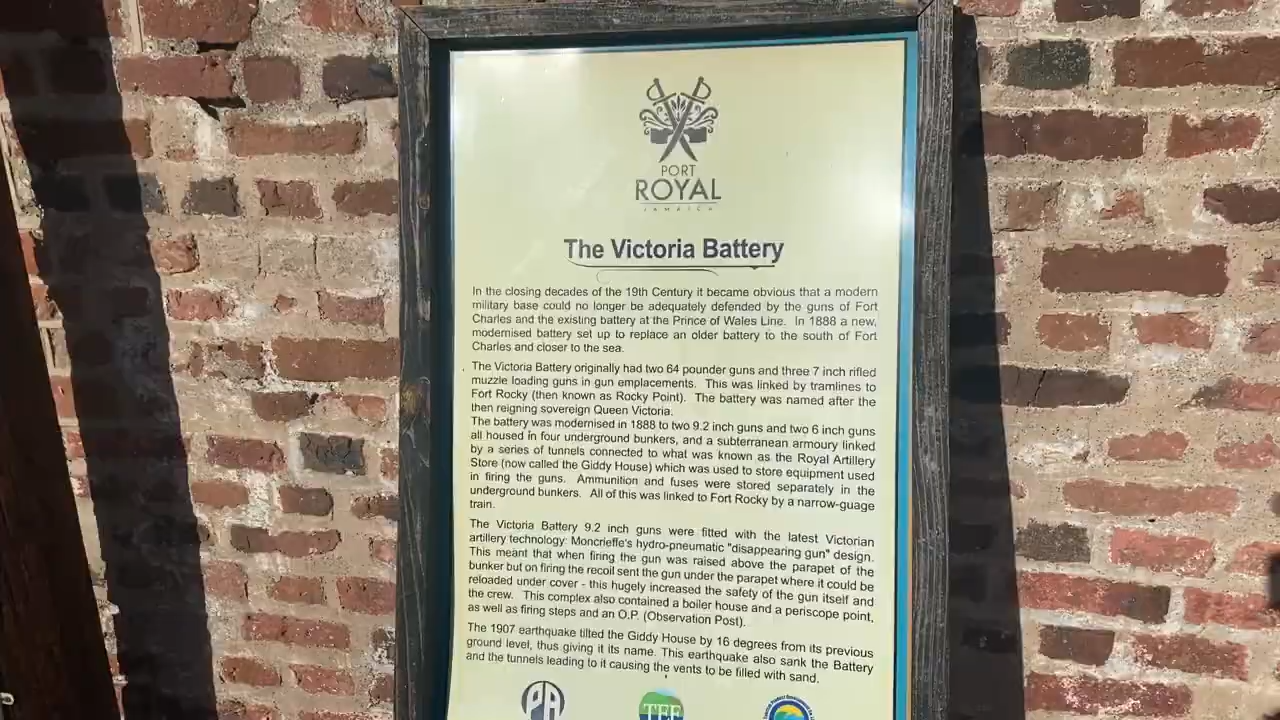 PORT
ROYAL
JAMAICA
The Victoria Battery
In the closing decades of the 19th Century it became obvious that a modern
military base could no longer be adequately defended by the guns of Fort
Charles and the existing battery at the Prince of Wales Line. In 1888 a new,
modernised battery set up to replace an older battery to the south of Fort
Charles and closer to the sea.
The Victoria Battery originally had two 64 pounder guns and three 7 inch rifled
muzzle loading guns in gun emplacements. This was linked by tramlines to
Fort Rocky (then known as Rocky Point). The battery was named after the
then reigning sovereign Queen Victoria.
The battery was modernised in 1888 to two 9.2 inch guns and two 6 inch guns
all housed in four underground bunkers, and a subterranean armoury linked
by a series of tunnels connected to what was known as the Royal Artillery
Store (now called the Giddy House) which was used to store equipment used
in firing the guns. Ammunition and fuses were stored separately in the
underground bunkers. All of this was linked to Fort Rocky by a narrow-guage
train.
The Victoria Battery 9.2 inch guns were fitted with the latest Victorian
artillery technology: Moncrieffe's hydro-pneumatic "disappearing gun" design.
This meant that when firing the gun was raised above the parapet of the
bunker but on firing the recoil sent the gun under the parapet where it could be
reloaded under cover - this hugely increased the safety of the gun itself and
the crew. This complex also contained a boiler house and a periscope point,
as well as firing steps and an O.P. (Observation Post).
The 1907 earthquake tilted the Giddy House by 16 degrees from its previous
ground level, thus giving it its name. This earthquake also sank the Battery
and the tunnels leading to it causing the vents to be filled with sand.
PA
TEF